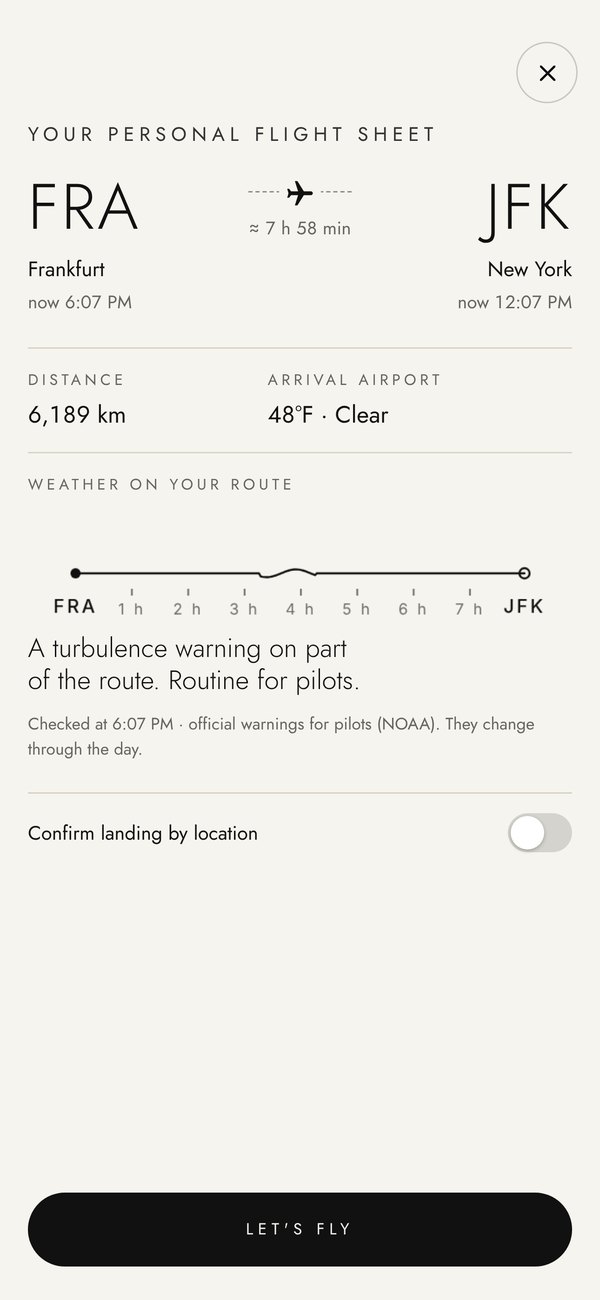 YOUR PERSONAL FLIGHT SHEET
FRA
JFK
≈ 7 h 58 min
Frankfurt
New York
now 6:07 PM
now 12:07 PM
DISTANCE
ARRIVAL AIRPORT
6,189 km
48°F · Clear
WEATHER ON YOUR ROUTE
FRA 1 h 2 h 3 h 4 h 5 h 6 h 7 h JFK
A turbulence warning on part
of the route. Routine for pilots.
Checked at 6:07 PM · official warnings for pilots (NOAA). They change
through the day.
Confirm landing by location
LET'S FLY